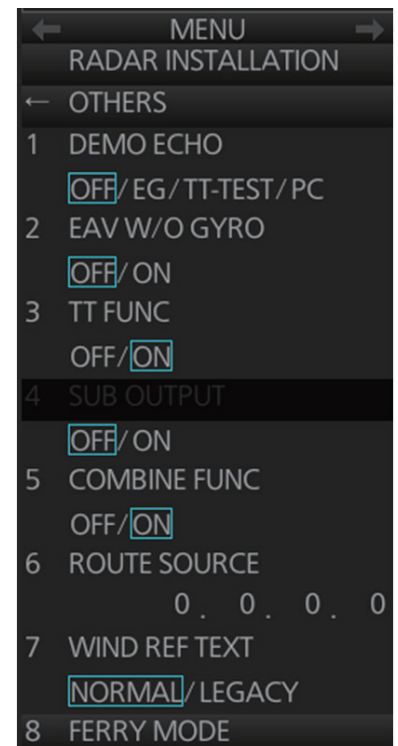 ← MENU →
RADAR INSTALLATION
← OTHERS
1 DEMO ECHO
OFF/EG/TT-TEST/PC
2 EAV W/O GYRO
OFF/ON
3 TT FUNC
OFF/ON
4 SUB OUTPUT
OFF/ON
5 COMBINE FUNC
OFF/ON
6 ROUTE SOURCE
0. 0. 0. 0
7 WIND REF TEXT
NORMAL/LEGACY
8 FERRY MODE